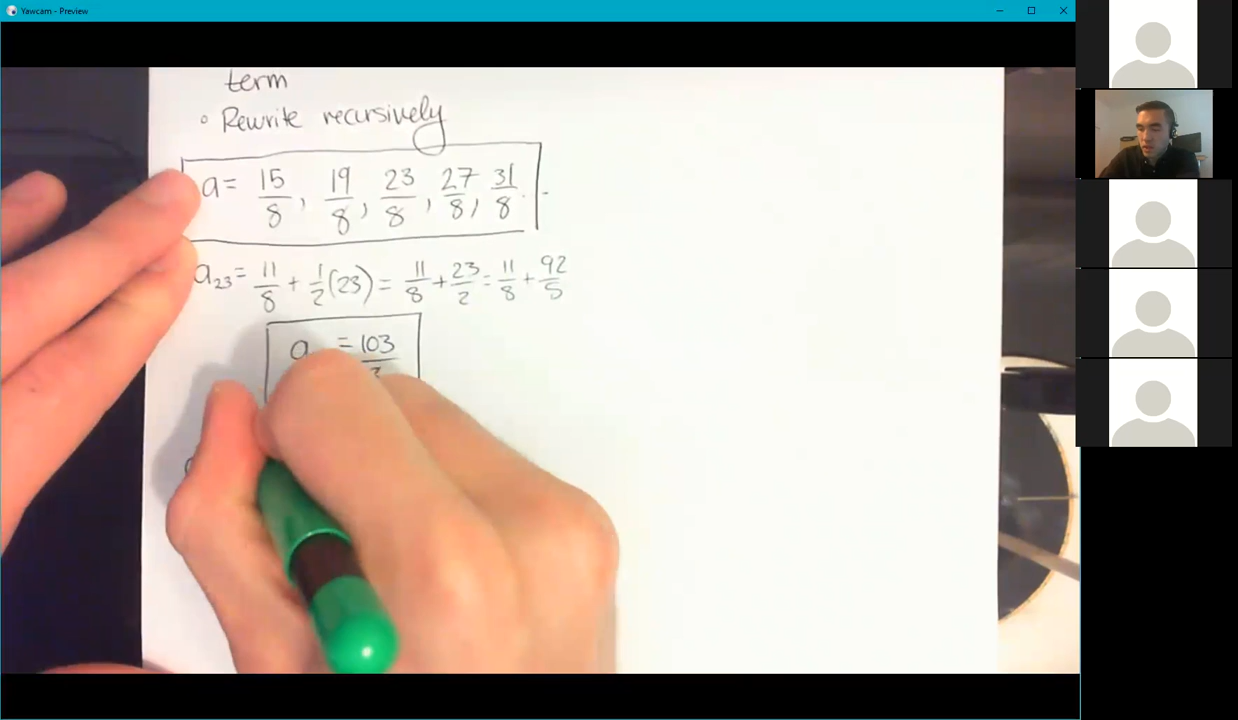 Yawcam - Preview
term
◦ Rewrite recursively
a = 15/8, 19/8, 23/8, 27/8, 31/8
a₂₃ = 11/8 + 1/2(23) = 11/8 + 23/2 = 11/8 + 92/8
a = 103